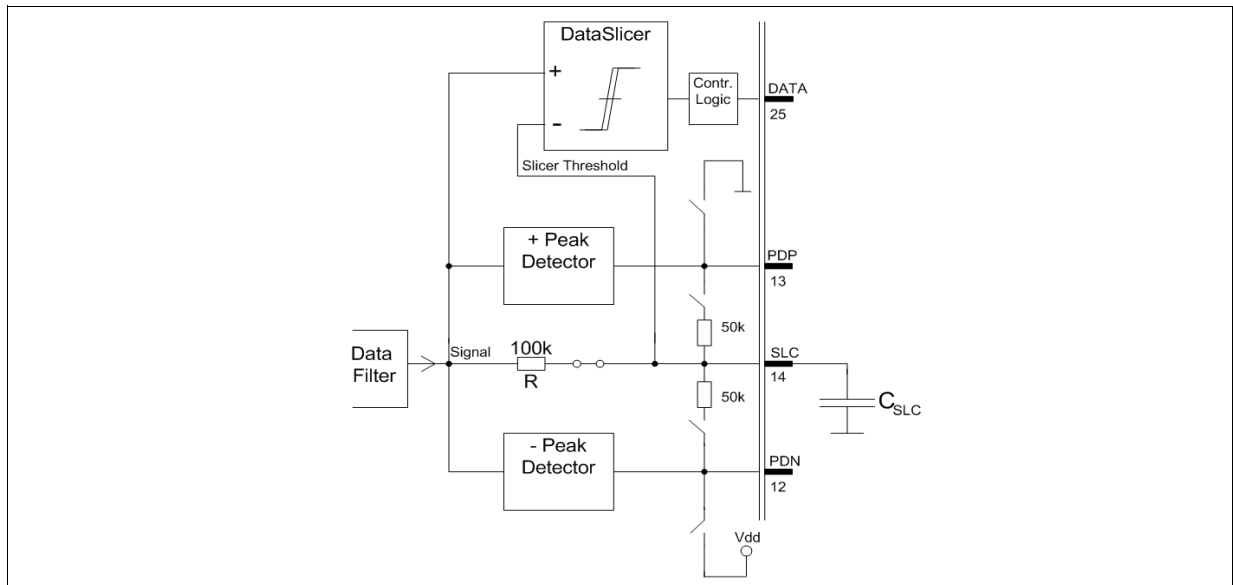 DataSlicer
+
-
Contr.
Logic
DATA
25
Slicer Threshold
+ Peak
Detector
PDP
13
50k
Data
Filter
Signal
100k
R
SLC
14
50k
CSLC
- Peak
Detector
PDN
12
Vdd